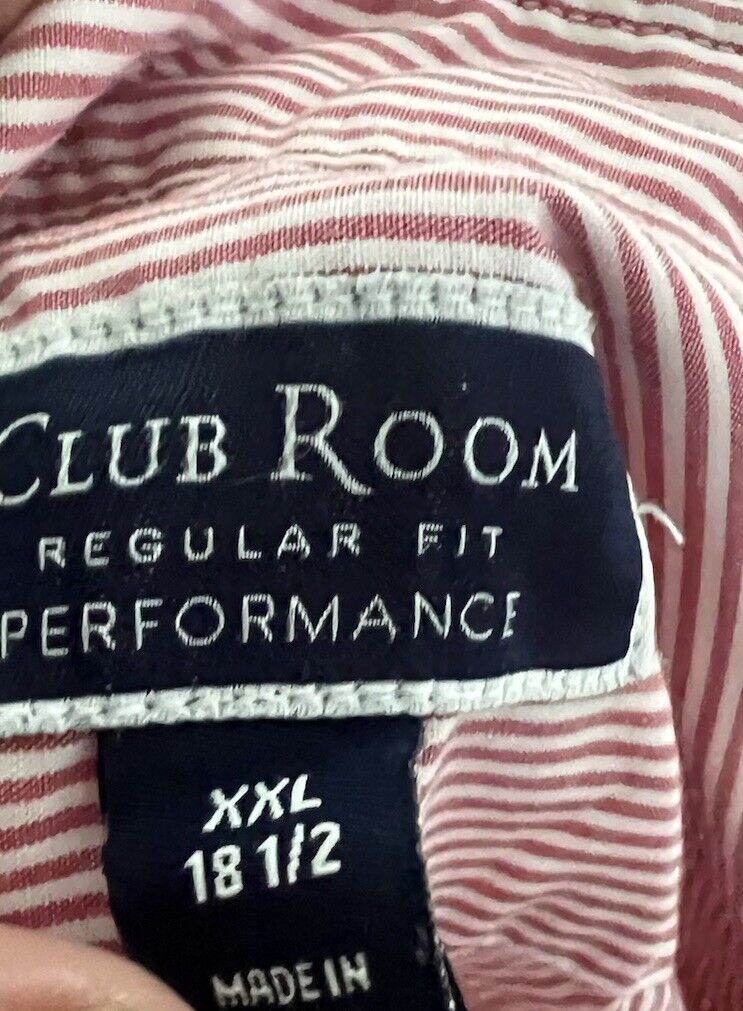 CLUB ROOM
REGULAR FIT
PERFORMANCE
XXL
18 1/2
MADE IN